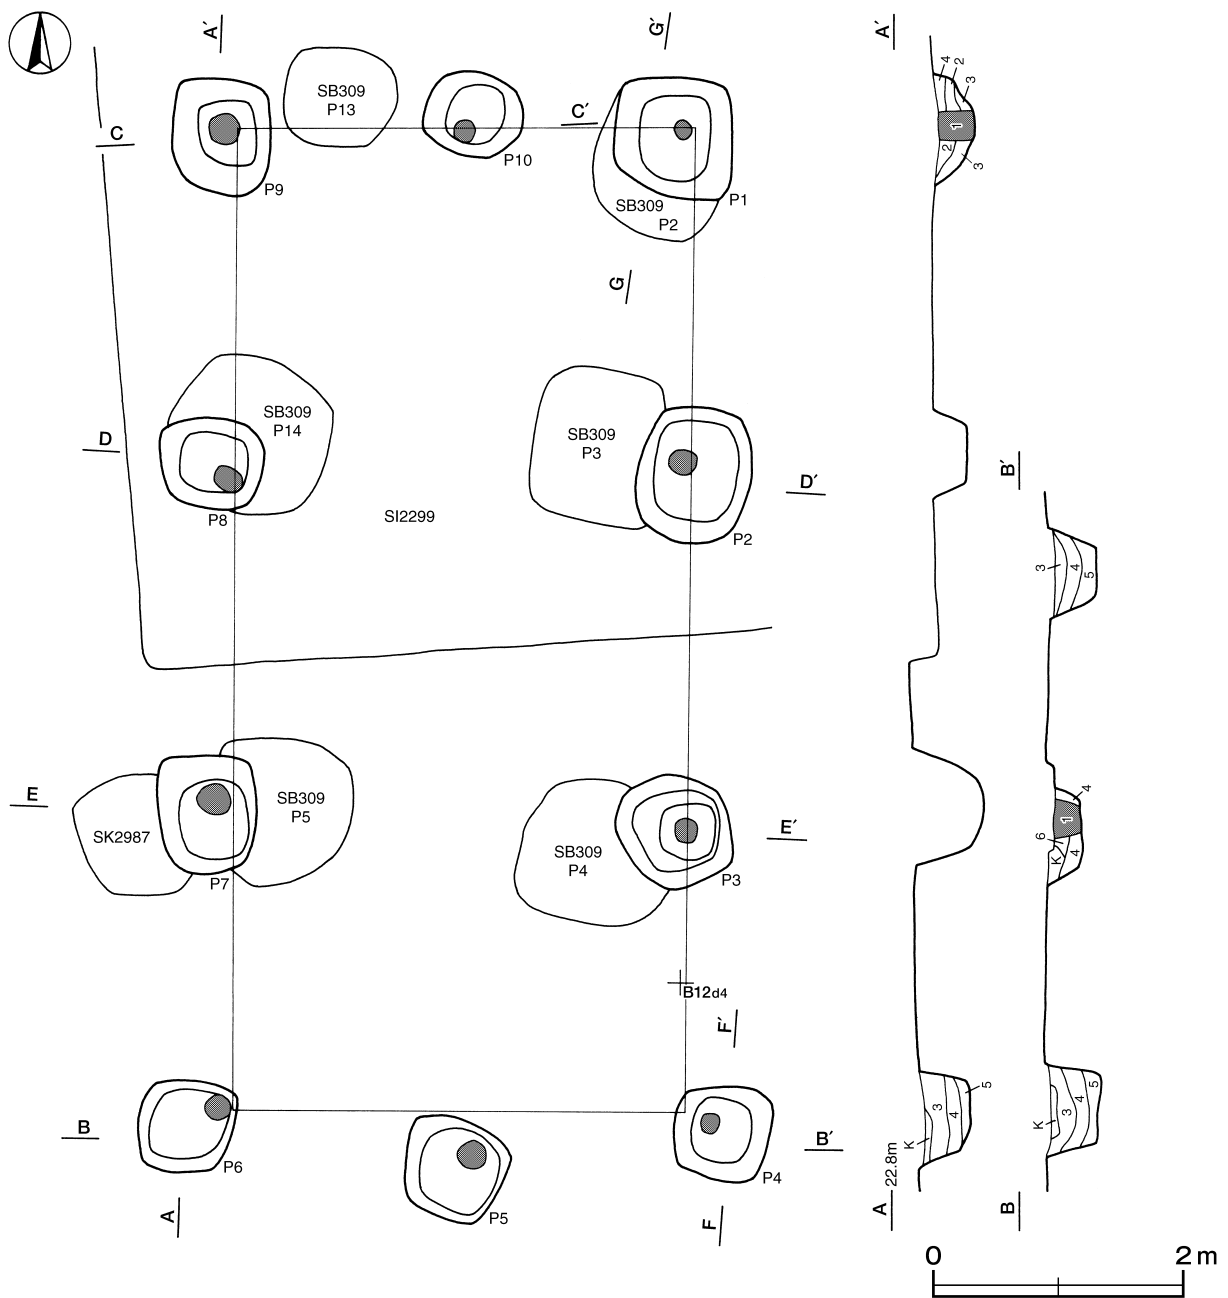 A′
G′
A′
SB309
P13
C
C′
P10
P9
P1
SB309
P2
4
2
3
1
2
3
G
D
SB309
P14
SB309
P3
D′
B′
P8
SI2299
P2
3
4
5
E
SB309
P5
SK2987
P7
SB309
P4
E′
P3
4
1
6
K
4
B12d4
F′
B
P6
A
P5
F
P4
B′
K
3
4
5
K
3
4
5
22.8m
A
B
0
2m